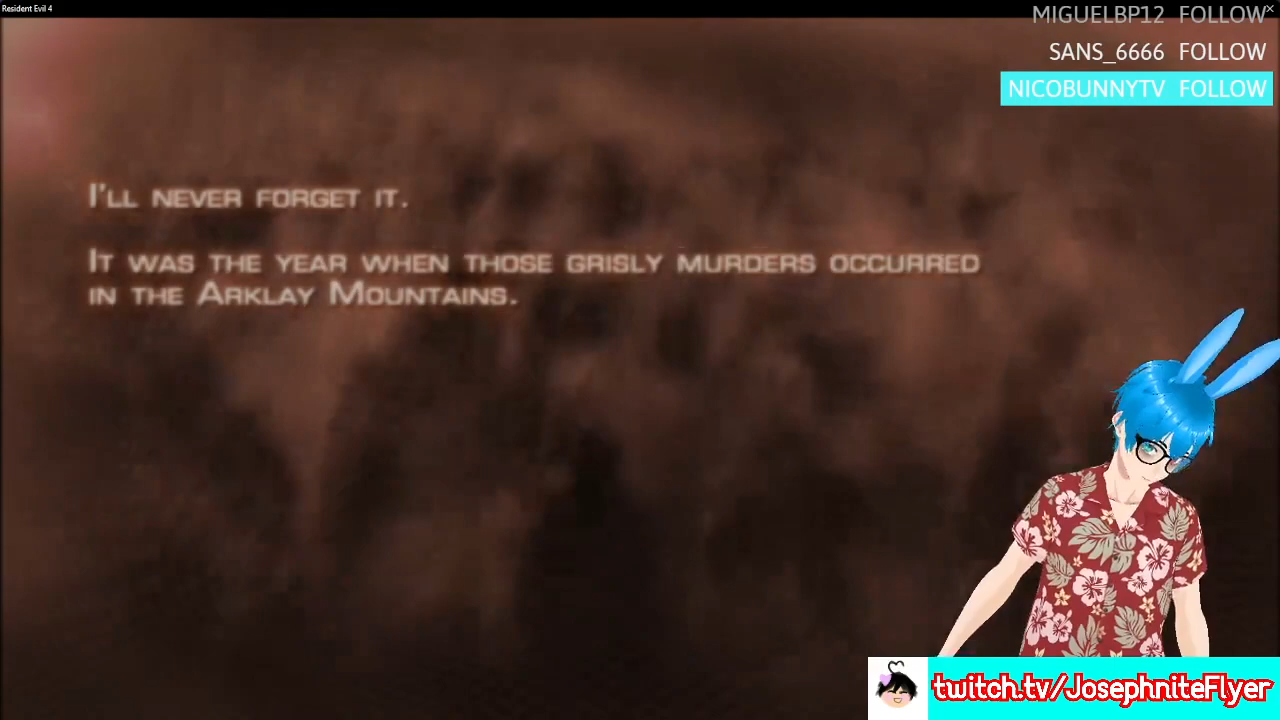 Resident Evil 4
MIGUELBP12 FOLLOW
SANS_6666 FOLLOW
NICOBUNNYTV FOLLOW
I'LL NEVER FORGET IT.
IT WAS THE YEAR WHEN THOSE GRISLY MURDERS OCCURRED
IN THE ARKLAY MOUNTAINS.
twitch.tv/JosephniteFlyer